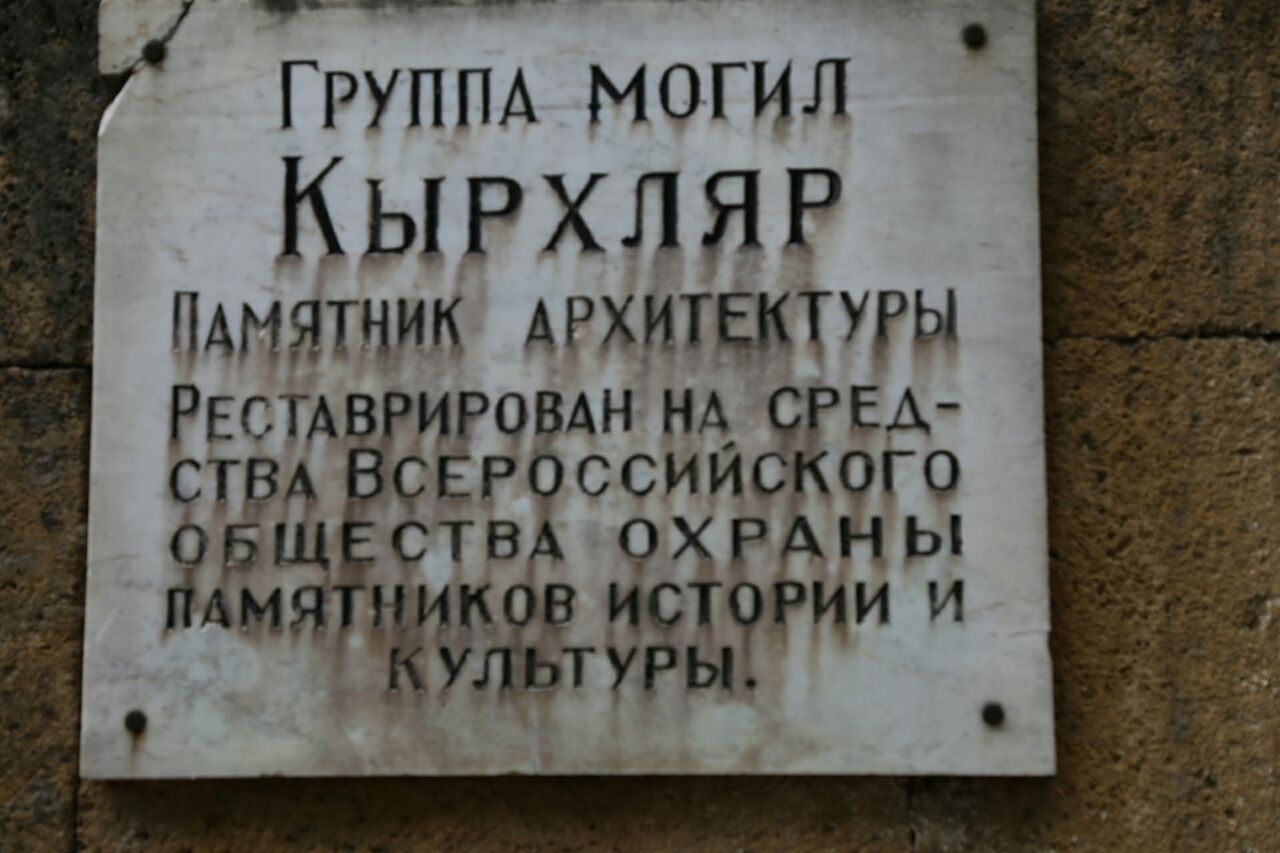 Группа могил
Кырхляр
Памятник архитектуры
Реставрирован на сред-
ства Всероссийского
общества охраны
памятников истории и
культуры.